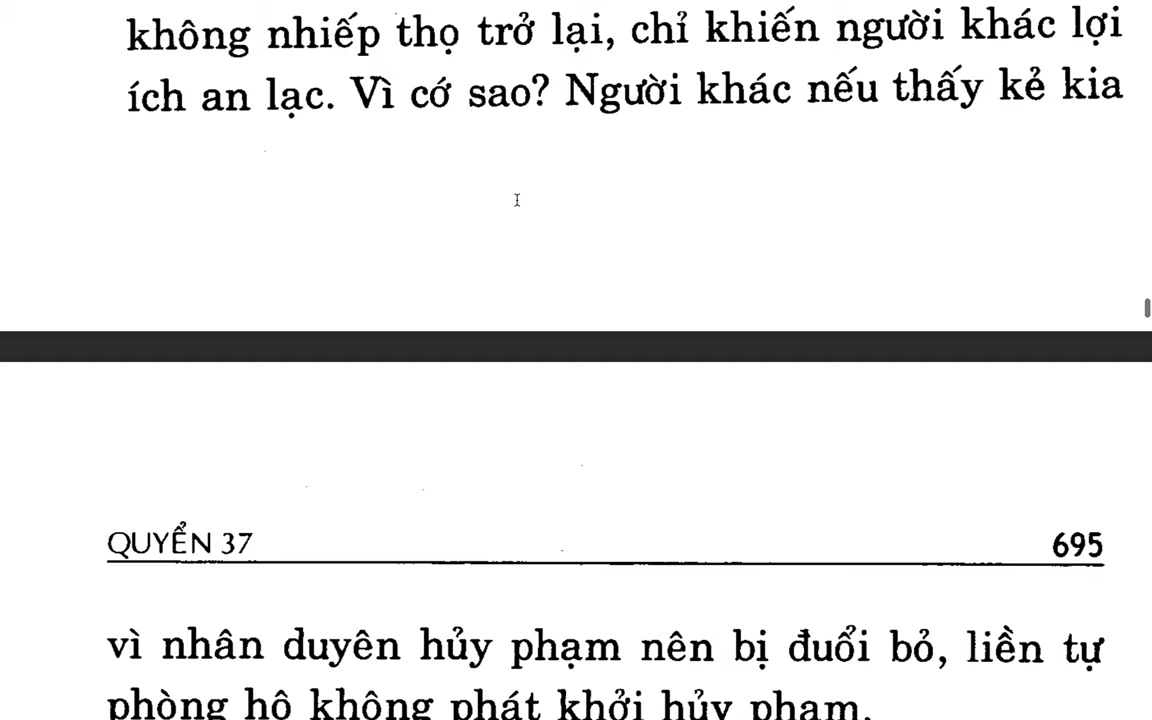 không nhiếp thọ trở lại, chỉ khiến người khác lợi
ích an lạc. Vì cớ sao? Người khác nếu thấy kẻ kia
QUYỂN 37 695
vì nhân duyên hủy phạm nên bị đuổi bỏ, liền tự
phòng hộ không phát khởi hủy phạm.